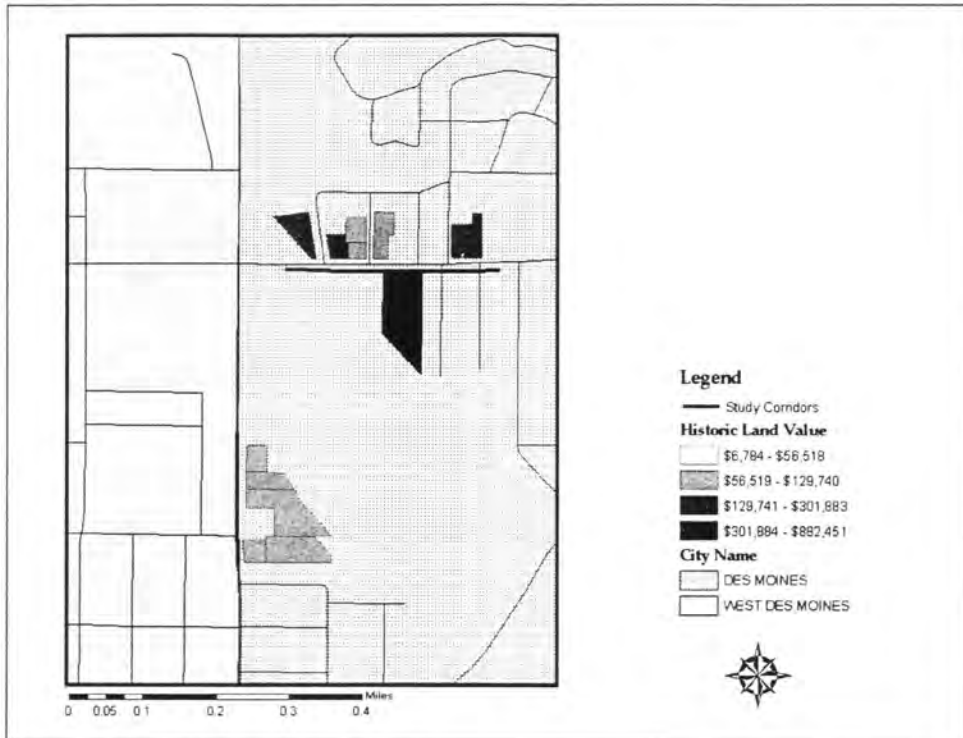 Legend
Study Corridors
Historic Land Value
$6,784 - $56,518
$56,519 - $129,740
$129,741 - $301,883
$301,884 - $882,451
City Name
DES MOINES
WEST DES MOINES
Miles
0 0.05 0.1 0.2 0.3 0.4